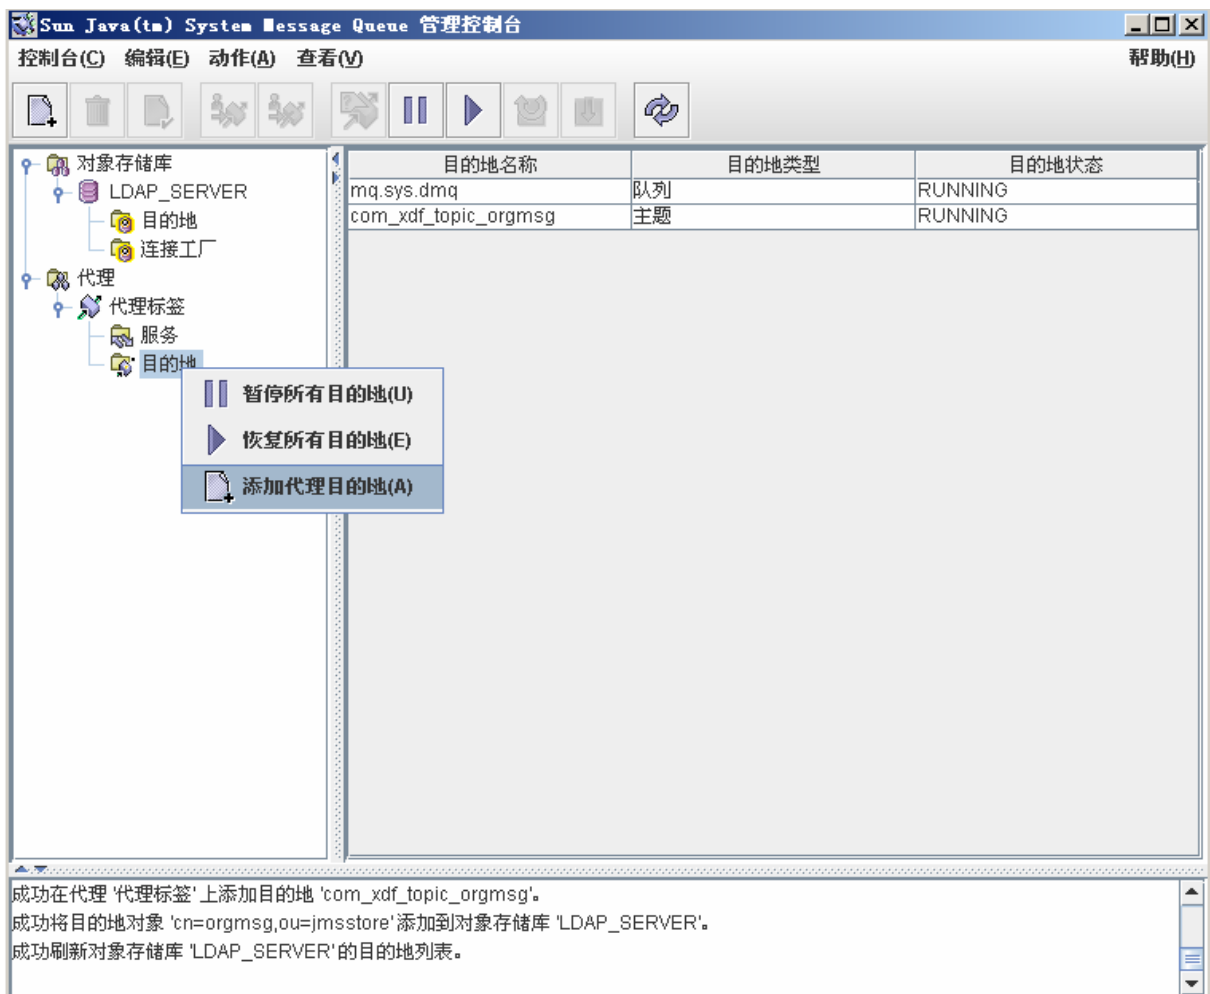 Sun Java(tm) System Message Queue 管理控制台
控制台(C) 编辑(E) 动作(A) 查看(V) 帮助(H)
对象存储库
LDAP_SERVER
目的地
连接工厂
代理
代理标签
服务
目的地
暂停所有目的地(U)
恢复所有目的地(E)
添加代理目的地(A)
目的地名称 目的地类型 目的地状态
mq.sys.dmq 队列 RUNNING
com_xdf_topic_orgmsg 主题 RUNNING
成功在代理 '代理标签' 上添加目的地 'com_xdf_topic_orgmsg'。
成功将目的地对象 'cn=orgmsg,ou=jmsstore' 添加到对象存储库 'LDAP_SERVER'。
成功刷新对象存储库 'LDAP_SERVER' 的目的地列表。